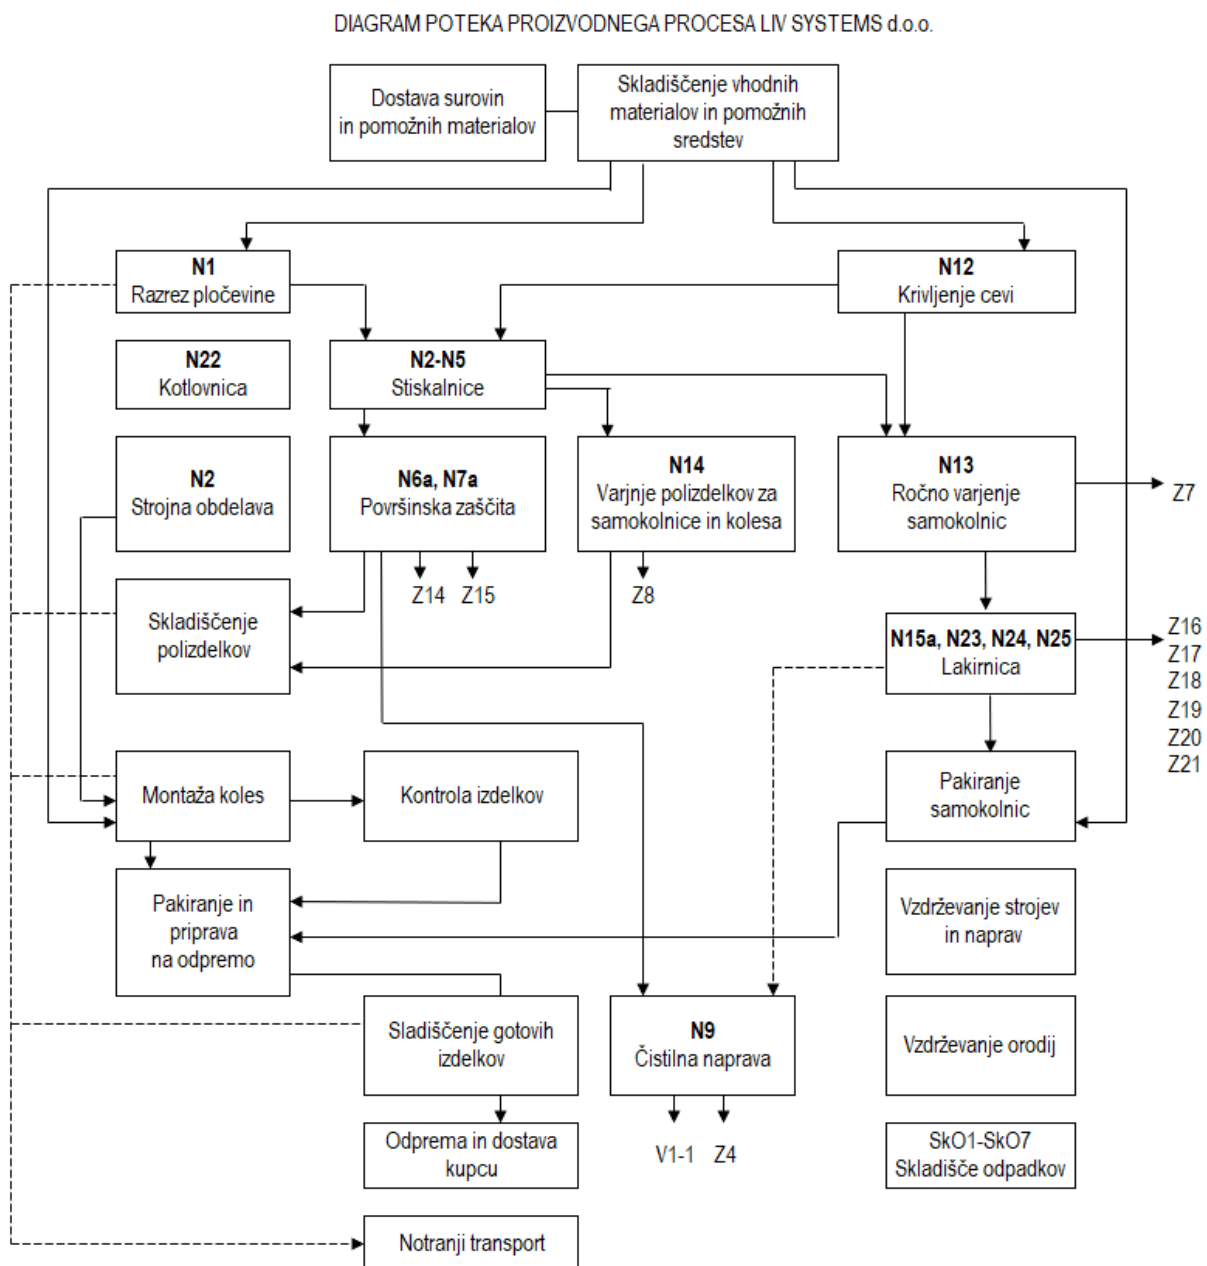 DIAGRAM POTEKA PROIZVODNEGA PROCESA LIV SYSTEMS d.o.o.
Dostava surovin
in pomožnih materialov
Skladiščenje vhodnih
materialov in pomožnih
sredstev
N1
Razrez pločevine
N12
Krivljenje cevi
N22
Kotlovnica
N2-N5
Stiskalnice
N2
Strojna obdelava
N6a, N7a
Površinska zaščita
N14
Varjnje polizdelkov za
samokolnice in kolesa
N13
Ročno varjenje
samokolnic
Z7
Z14
Z15
Z8
Skladiščenje
polizdelkov
N15a, N23, N24, N25
Lakirnica
Z16
Z17
Z18
Z19
Z20
Z21
Montaža koles
Kontrola izdelkov
Pakiranje
samokolnic
Pakiranje in
priprava
na odpremo
Vzdrževanje strojev
in naprav
Sladiščenje gotovih
izdelkov
N9
Čistilna naprava
Vzdrževanje orodij
Odprema in dostava
kupcu
V1-1
Z4
SkO1-SkO7
Skladišče odpadkov
Notranji transport